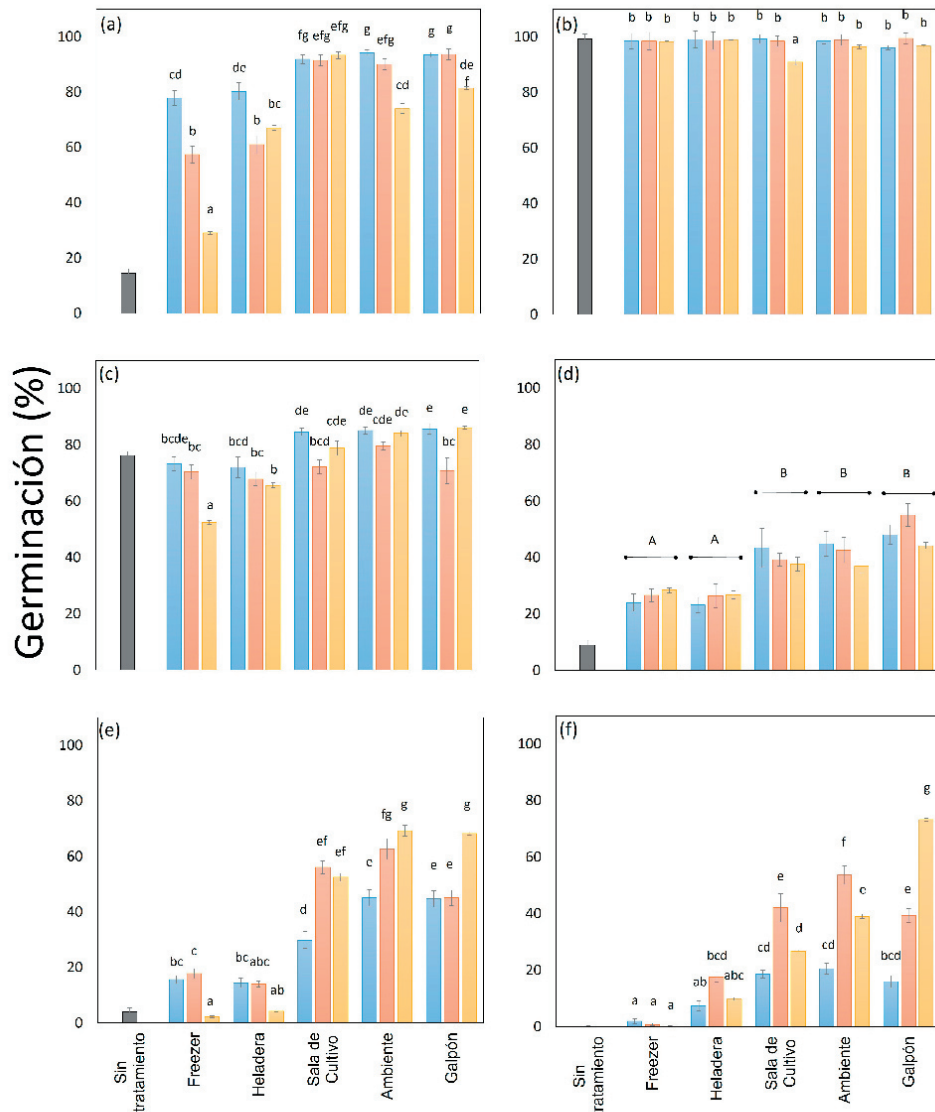 Germinación (%)
(a)
100
80
60
40
20
0
cd
b
a
de
b
bc
fg
efg
efg
g
efg
cd
g
g
de
f
(b)
100
80
60
40
20
0
b b b
b b b
b b a
b b b
b b b
(c)
100
80
60
40
20
0
bcde
bc
a
bcd
bc
b
de
bcd
cde
de
cde
de
e
bc
e
(d)
100
80
60
40
20
0
A
A
B
B
B
(e)
100
80
60
40
20
0
bc
c
a
bc
abc
ab
d
ef
ef
e
fg
g
e
e
g
(f)
100
80
60
40
20
0
a
a
a
ab
bcd
abc
cd
e
d
cd
f
e
bcd
e
g
Sin
tratamiento
Freezer
Heladera
Sala de
Cultivo
Ambiente
Galpón
Sin
tratamiento
Freezer
Heladera
Sala de
Cultivo
Ambiente
Galpón